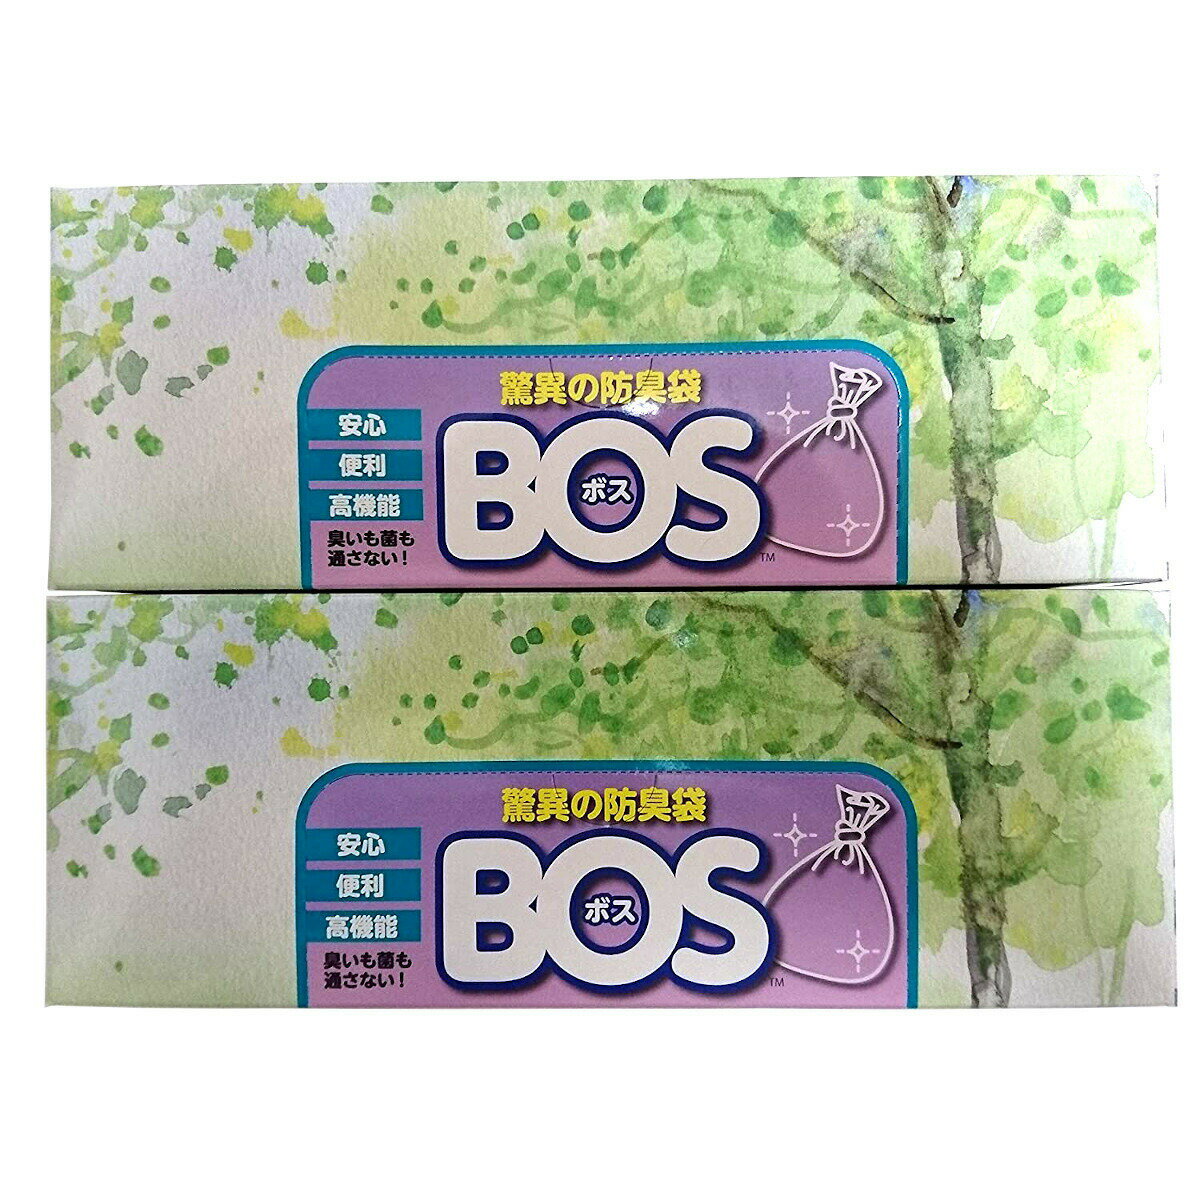 驚異の防臭袋
安心
便利
高機能
臭いも菌も
通さない!
BOS
ボス
TM
驚異の防臭袋
安心
便利
高機能
臭いも菌も
通さない!
BOS
ボス
TM